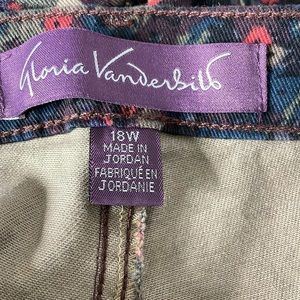 Gloria Vanderbilt
18W
MADE IN
JORDAN
FABRIQUÉ EN
JORDANIE